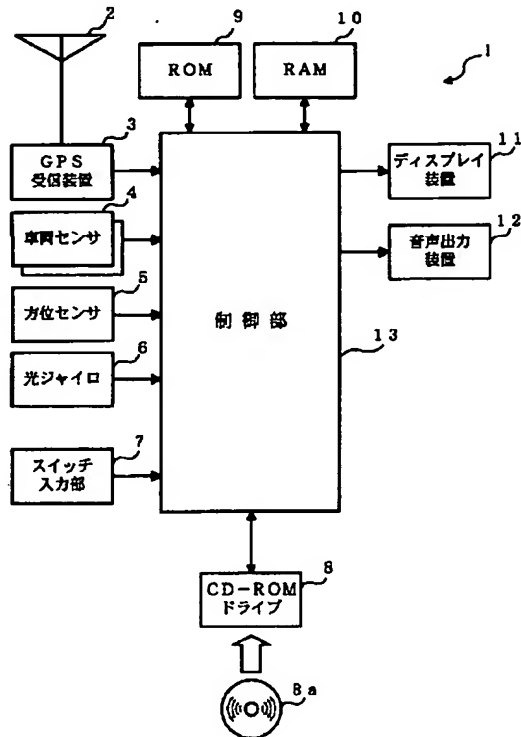 2
9
10
1
ROM
RAM
3
GPS
受信装置
4
車両センサ
5
方位センサ
6
光ジャイロ
7
スイッチ
入力部
制御部
13
11
ディスプレイ
装置
12
音声出力
装置
8
CD-ROM
ドライブ
8a